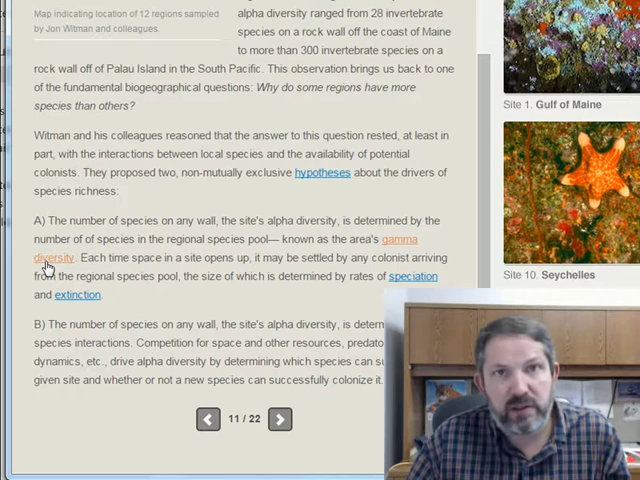 Map indicating location of 12 regions sampled
by Jon Witman and colleagues.
alpha diversity ranged from 28 invertebrate
species on a rock wall off the coast of Maine
to more than 300 invertebrate species on a
rock wall off of Palau Island in the South Pacific. This observation brings us back to one
of the fundamental biogeographical questions: Why do some regions have more
species than others?
Witman and his colleagues reasoned that the answer to this question rested, at least in
part, with the interactions between local species and the availability of potential
colonists. They proposed two, non-mutually exclusive hypotheses about the drivers of
species richness:
A) The number of species on any wall, the site's alpha diversity, is determined by the
number of of species in the regional species pool— known as the area's gamma
diversity. Each time space in a site opens up, it may be settled by any colonist arriving
from the regional species pool, the size of which is determined by rates of speciation
and extinction.
B) The number of species on any wall, the site's alpha diversity, is
species interactions. Competition for space and other resources,
dynamics, etc., drive alpha diversity by determining which species can
given site and whether or not a new species can successfully colonize it.
11 / 22
Site 1. Gulf of Maine
Site 10. Seychelles